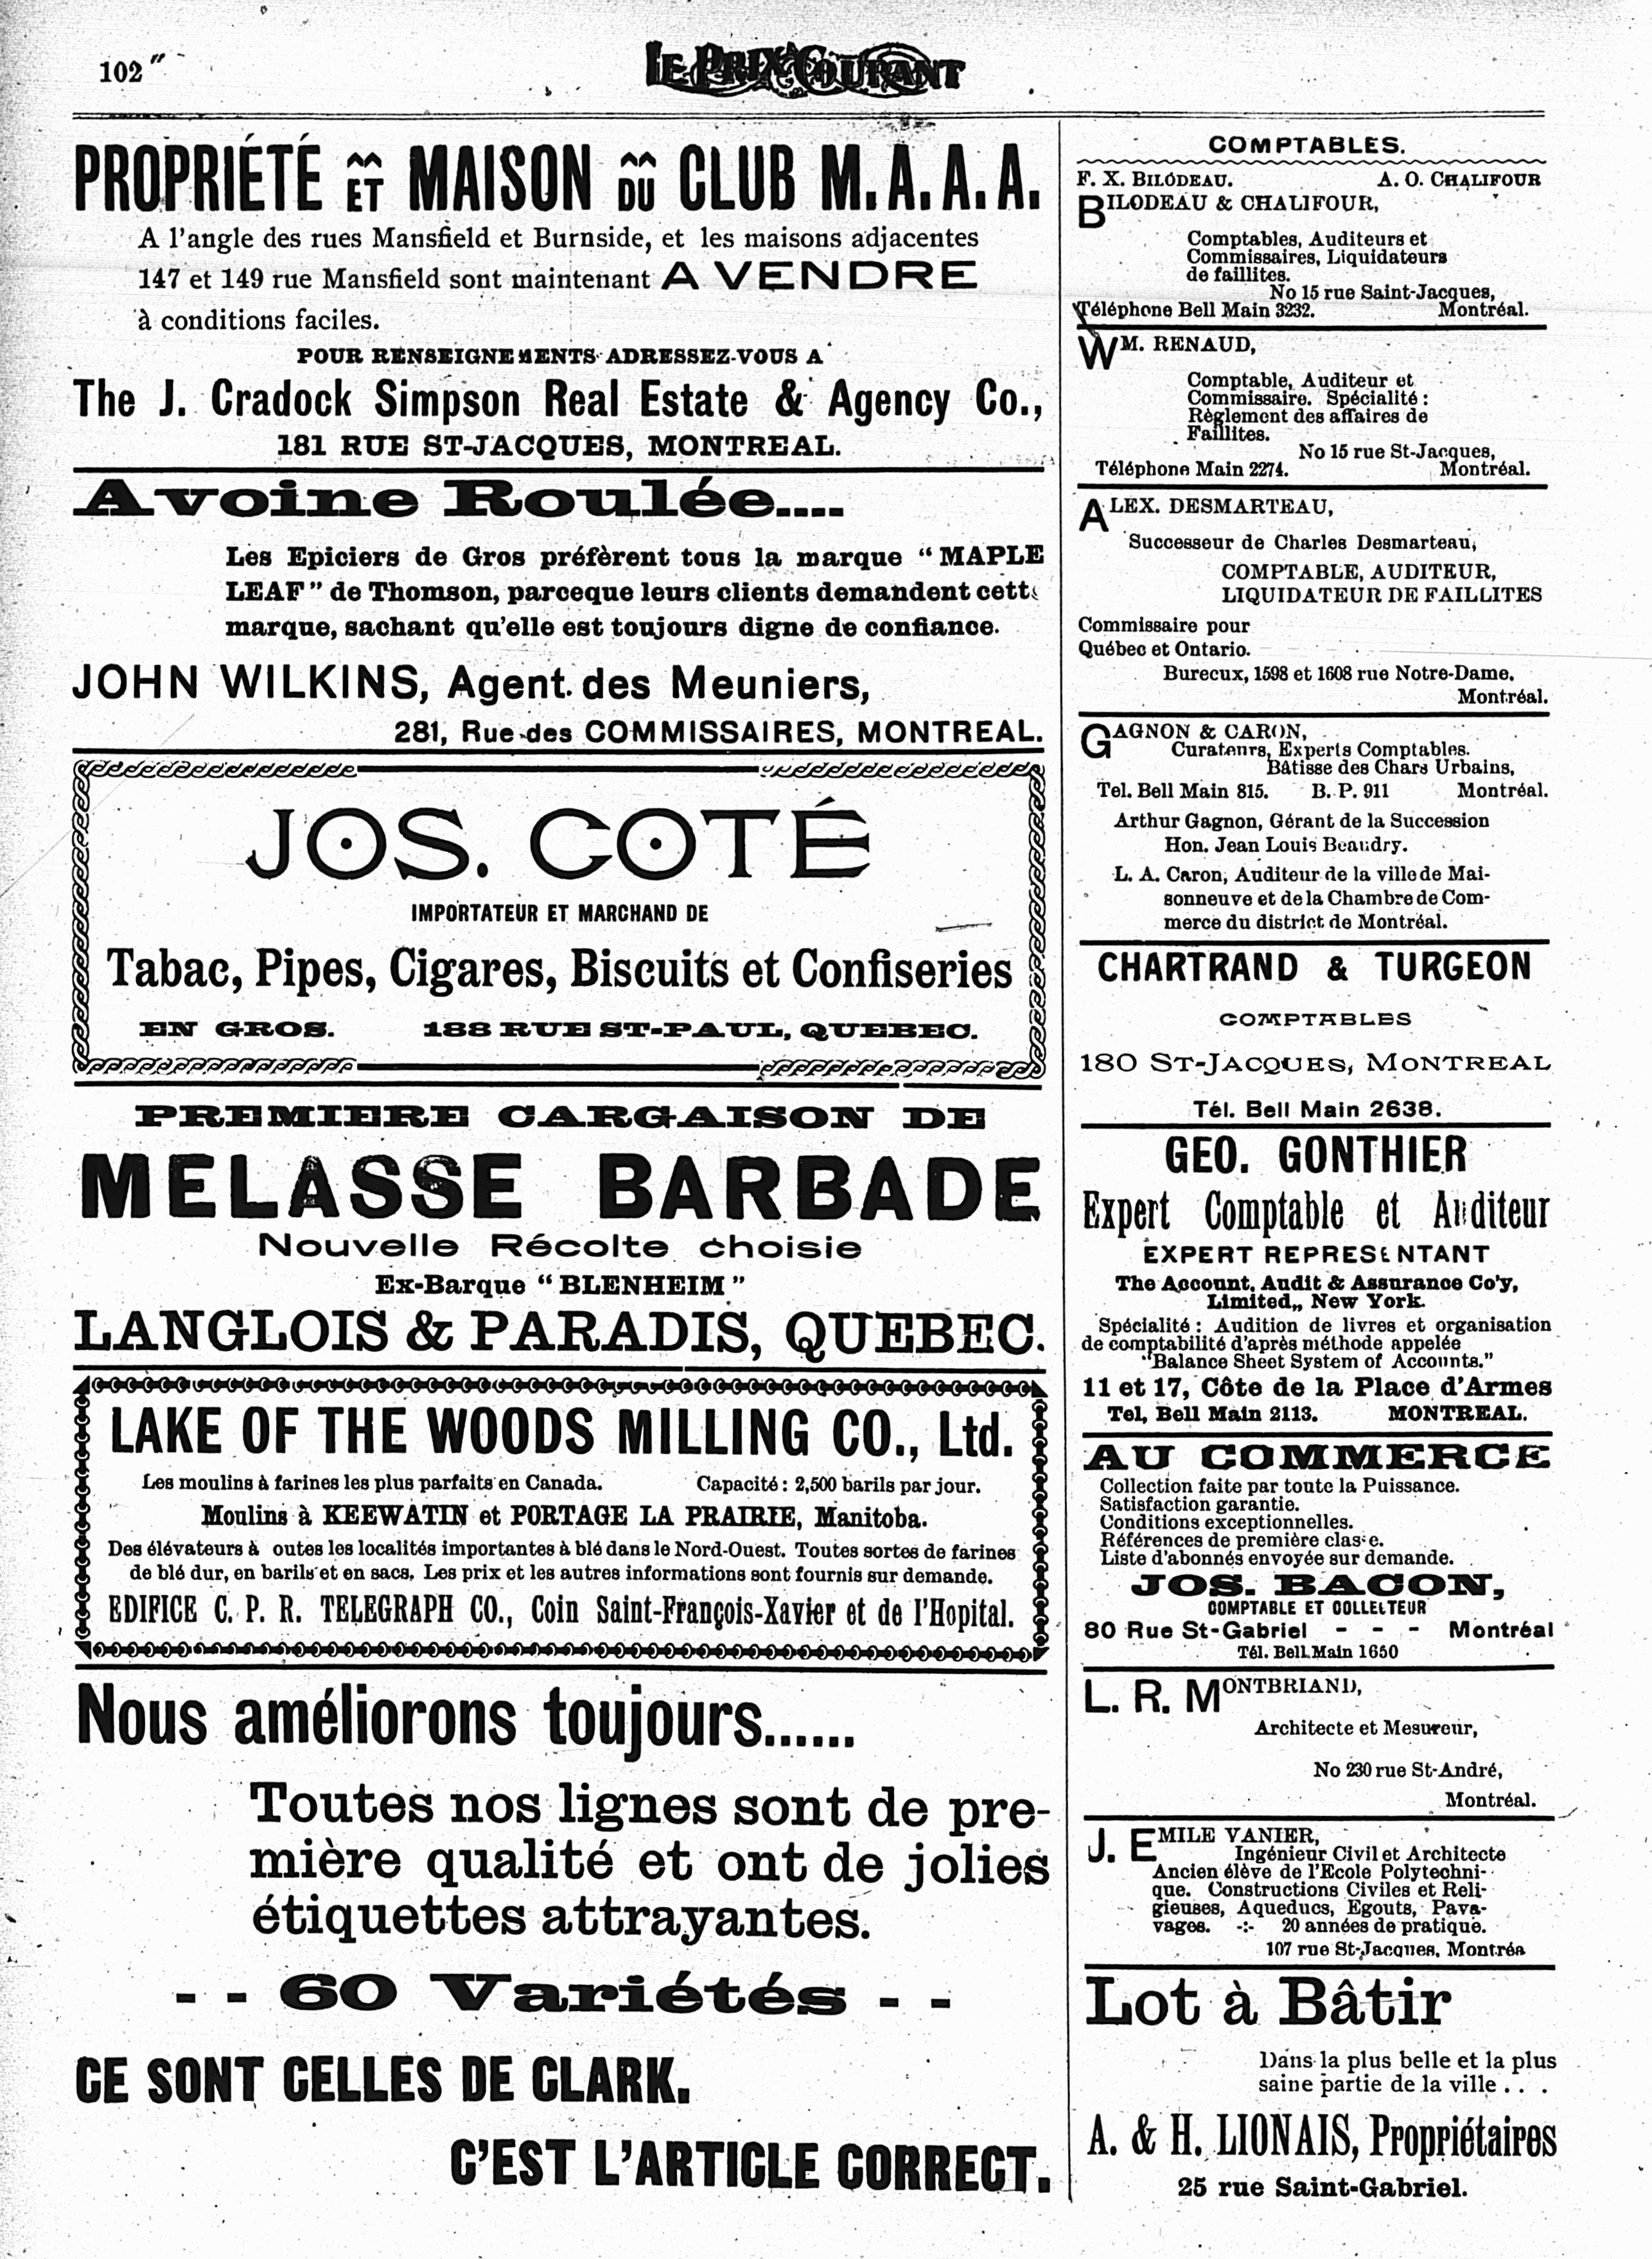 102
LE PRIX COURANT
PROPRIÉTÉ ET MAISON DU CLUB M.A.A.A.
A l'angle des rues Mansfield et Burnside, et les maisons adjacentes
147 et 149 rue Mansfield sont maintenant A VENDRE
à conditions faciles.
POUR RENSEIGNEMENTS ADRESSEZ-VOUS A
The J. Cradock Simpson Real Estate & Agency Co.,
181 RUE ST-JACQUES, MONTREAL.
Avoine Roulée....
Les Epiciers de Gros préfèrent tous la marque "MAPLE
LEAF" de Thomson, parceque leurs clients demandent cette
marque, sachant qu'elle est toujours digne de confiance.
JOHN WILKINS, Agent des Meuniers,
281, Rue des COMMISSAIRES, MONTREAL.
JOS. COTÉ
IMPORTATEUR ET MARCHAND DE
Tabac, Pipes, Cigares, Biscuits et Confiseries
EN GROS. 188 RUE ST-PAUL, QUEBEC.
PREMIERE CARGAISON DE
MELASSE BARBADE
Nouvelle Récolte choisie
Ex-Barque "BLENHEIM"
LANGLOIS & PARADIS, QUEBEC.
LAKE OF THE WOODS MILLING CO., Ltd.
Les moulins à farines les plus parfaits en Canada. Capacité : 2,500 barils par jour.
Moulins à KEEWATIN et PORTAGE LA PRAIRIE, Manitoba.
Des élévateurs à outes les localités importantes à blé dans le Nord-Ouest. Toutes sortes de farines
de blé dur, en barils et en sacs. Les prix et les autres informations sont fournis sur demande.
EDIFICE C. P. R. TELEGRAPH CO., Coin Saint-François-Xavier et de l'Hopital.
Nous améliorons toujours......
Toutes nos lignes sont de pre-
mière qualité et ont de jolies
étiquettes attrayantes.
- - 60 Variétés - -
CE SONT CELLES DE CLARK.
C'EST L'ARTICLE CORRECT.
COMPTABLES.
F. X. BILODEAU. A. O. CHALIFOUR
BILODEAU & CHALIFOUR,
Comptables, Auditeurs et
Commissaires, Liquidateurs
de faillites.
No 15 rue Saint-Jacques,
Téléphone Bell Main 3232. Montréal.
WM. RENAUD,
Comptable, Auditeur et
Commissaire. Spécialité :
Règlement des affaires de
Faillites.
No 15 rue St-Jacques,
Téléphone Main 2274. Montréal.
ALEX. DESMARTEAU,
Successeur de Charles Desmarteau,
COMPTABLE, AUDITEUR,
LIQUIDATEUR DE FAILLITES
Commissaire pour
Québec et Ontario.
Burecux, 1598 et 1608 rue Notre-Dame,
Montréal.
GAGNON & CARON,
Curateurs, Experts Comptables.
Bâtisse des Chars Urbains,
Tel. Bell Main 815. B. P. 911 Montréal.
Arthur Gagnon, Gérant de la Succession
Hon. Jean Louis Beaudry.
L. A. Caron, Auditeur de la ville de Mai-
sonneuve et de la Chambre de Com-
merce du district de Montréal.
CHARTRAND & TURGEON
COMPTABLES
180 ST-JACQUES, MONTREAL
Tél. Bell Main 2638.
GEO. GONTHIER
Expert Comptable et Auditeur
EXPERT REPRESENTANT
The Account, Audit & Assurance Co'y,
Limited,, New York.
Spécialité : Audition de livres et organisation
de comptabilité d'après méthode appelée
"Balance Sheet System of Accounts."
11 et 17, Côte de la Place d'Armes
Tel, Bell Main 2113. MONTREAL.
AU COMMERCE
Collection faite par toute la Puissance.
Satisfaction garantie.
Conditions exceptionnelles.
Références de première classe.
Liste d'abonnés envoyée sur demande.
JOS. BACON,
COMPTABLE ET COLLECTEUR
80 Rue St-Gabriel - - - Montréal
Tél. Bell Main 1650
L. R. MONTBRIAND,
Architecte et Mesureur,
No 230 rue St-André,
Montréal.
J. EMILE VANIER,
Ingénieur Civil et Architecte
Ancien élève de l'Ecole Polytechni-
que. Constructions Civiles et Reli-
gieuses, Aqueducs, Egouts, Pava-
vages. -:- 20 années de pratique.
107 rue St-Jacques, Montréa
Lot à Bâtir
Dans la plus belle et la plus
saine partie de la ville . . .
A. & H. LIONAIS, Propriétaires
25 rue Saint-Gabriel.